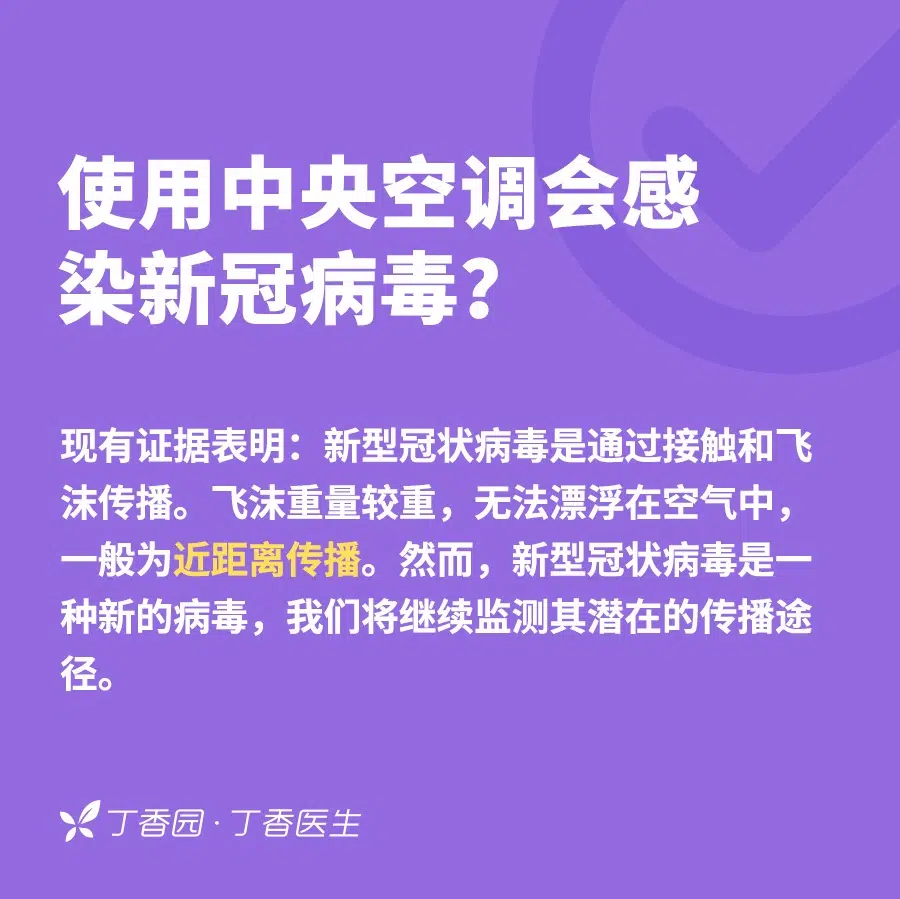 使用中央空调会感
染新冠病毒？
现有证据表明：新型冠状病毒是通过接触和飞
沫传播。飞沫重量较重，无法漂浮在空气中，
一般为近距离传播。然而，新型冠状病毒是一
种新的病毒，我们将继续监测其潜在的传播途
径。
丁香园·丁香医生